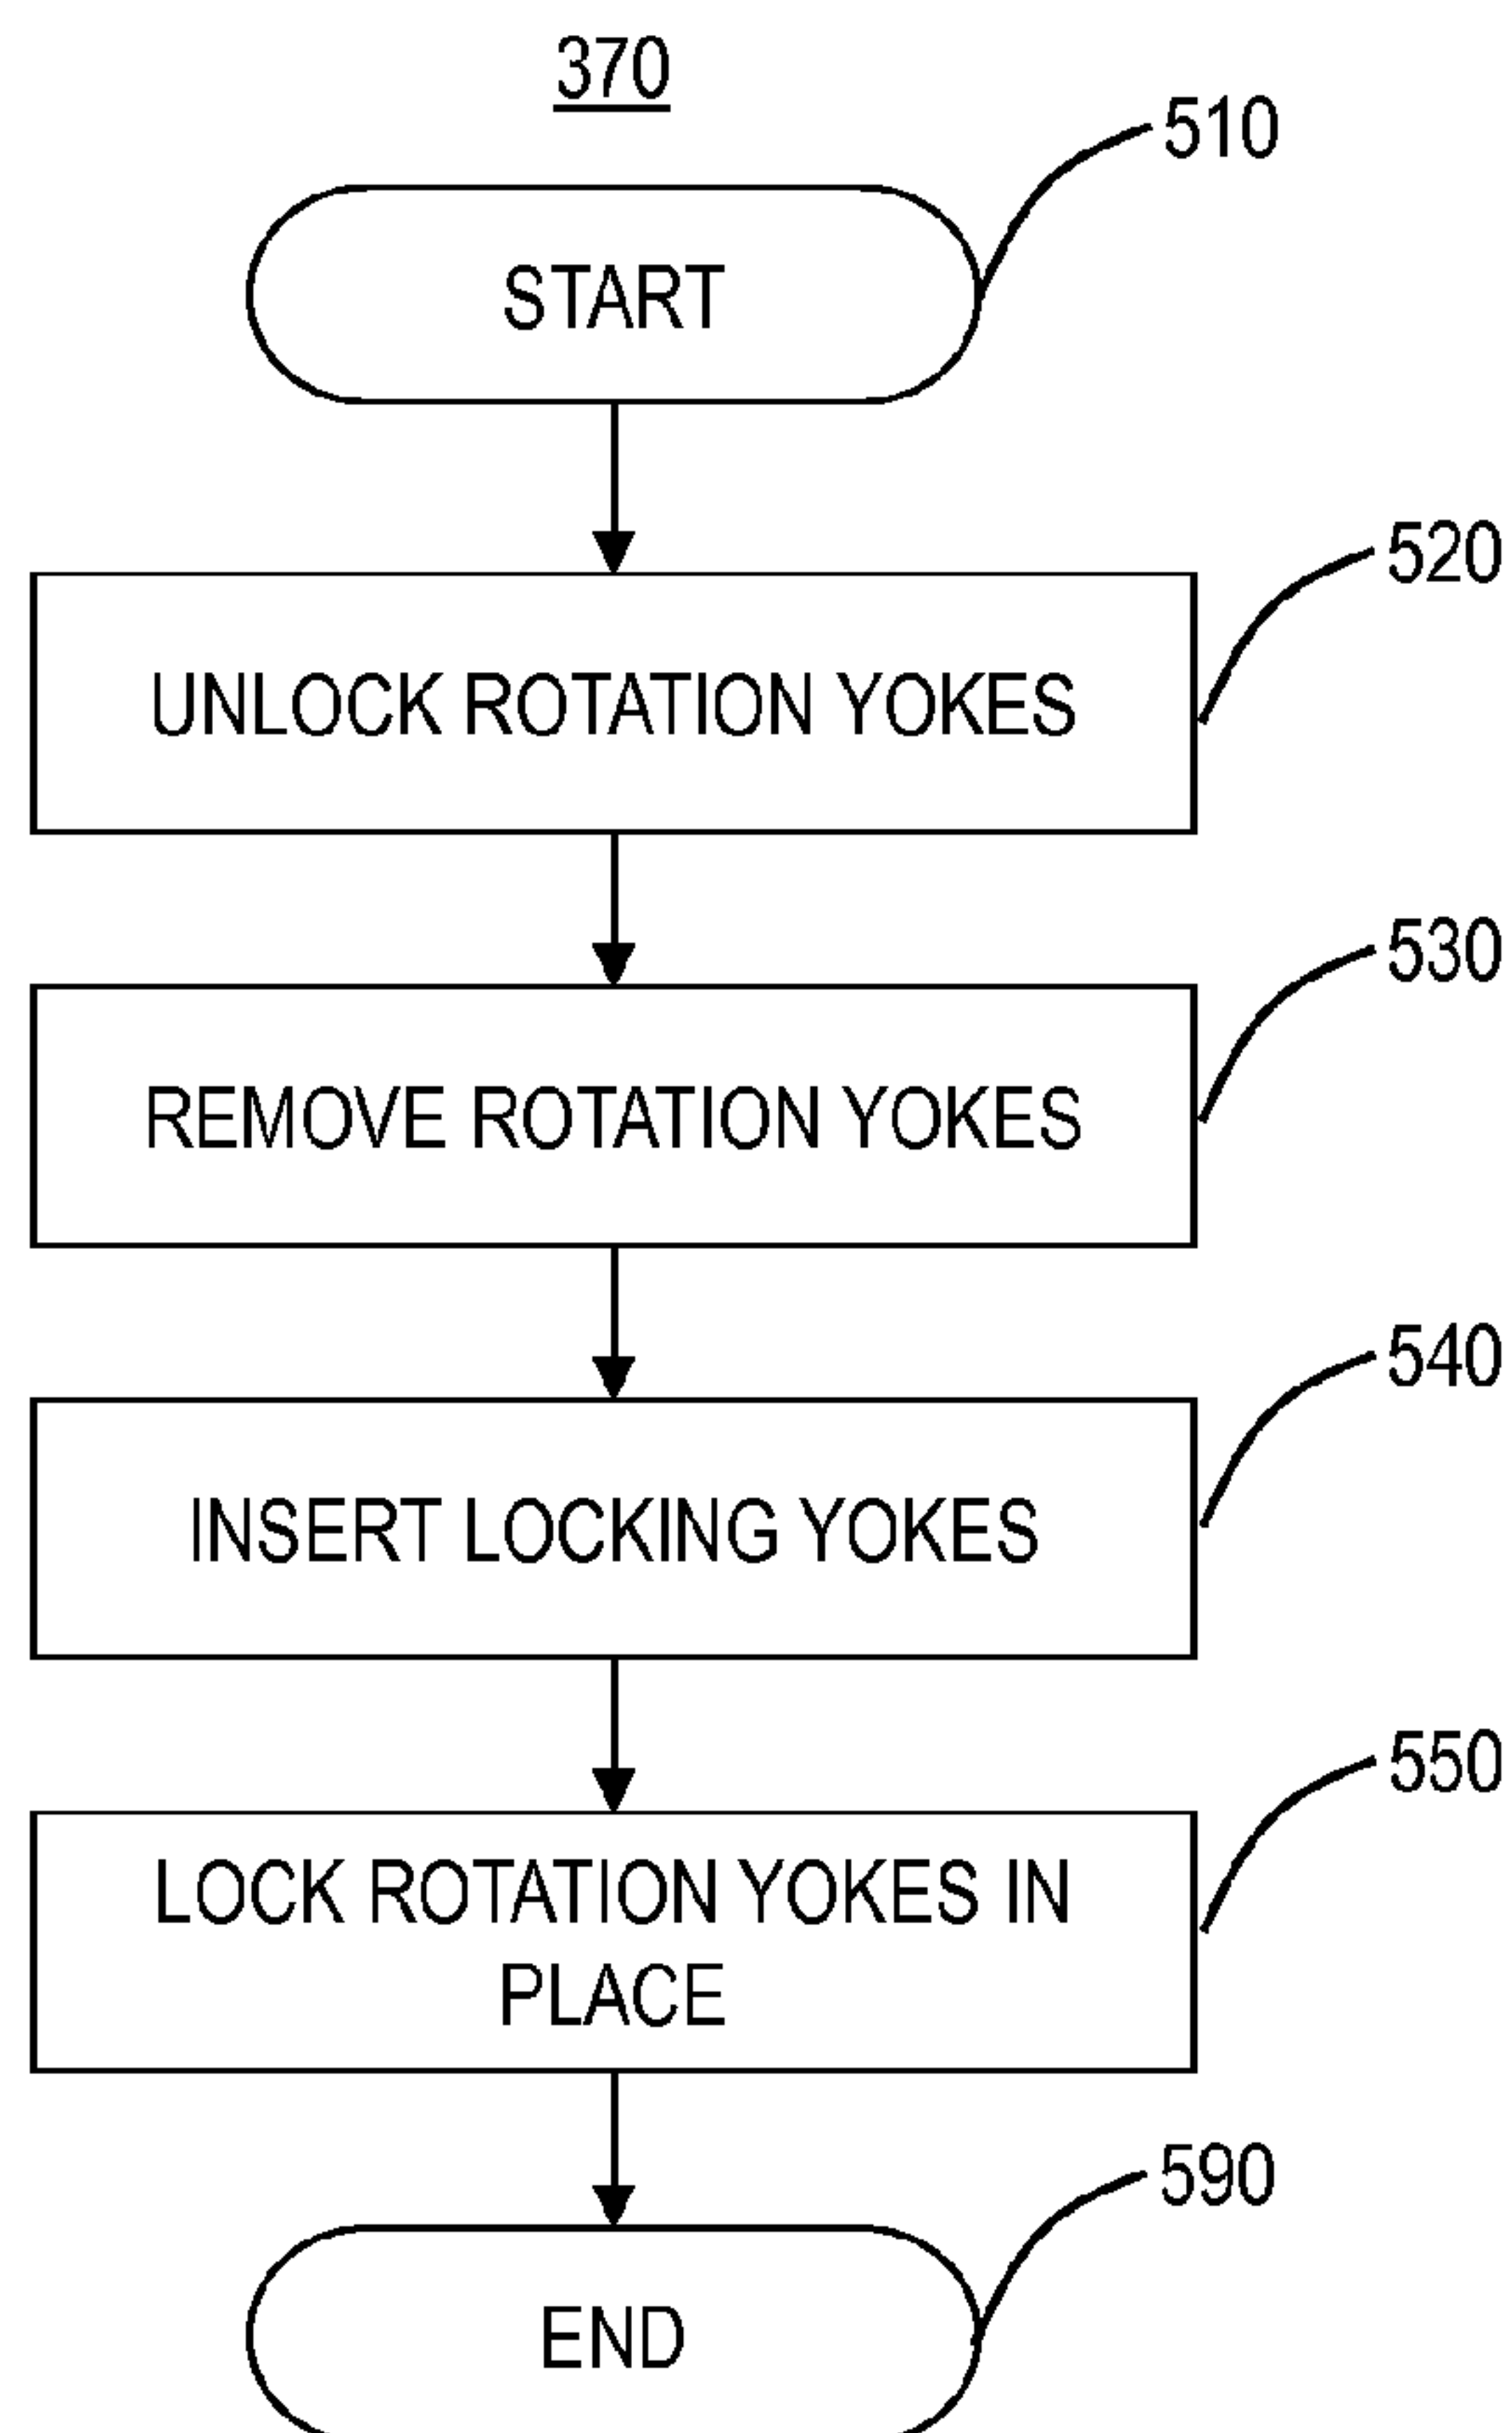 370
510
START
520
UNLOCK ROTATION YOKES
530
REMOVE ROTATION YOKES
540
INSERT LOCKING YOKES
550
LOCK ROTATION YOKES IN
PLACE
590
END